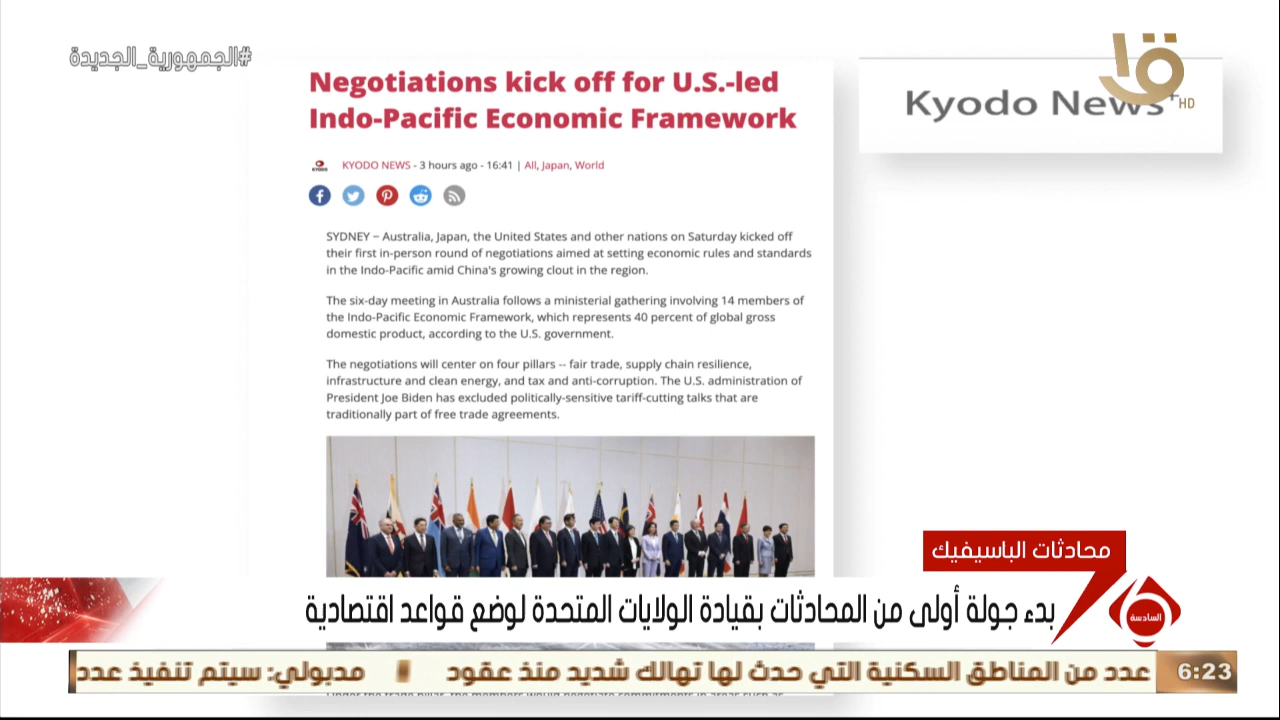 #الجمهورية_الجديدة
HD
Kyodo News+
Negotiations kick off for U.S.-led
Indo-Pacific Economic Framework
KYODO NEWS - 3 hours ago - 16:41 | All, Japan, World
SYDNEY – Australia, Japan, the United States and other nations on Saturday kicked off
their first in-person round of negotiations aimed at setting economic rules and standards
in the Indo-Pacific amid China's growing clout in the region.
The six-day meeting in Australia follows a ministerial gathering involving 14 members of
the Indo-Pacific Economic Framework, which represents 40 percent of global gross
domestic product, according to the U.S. government.
The negotiations will center on four pillars -- fair trade, supply chain resilience,
infrastructure and clean energy, and tax and anti-corruption. The U.S. administration of
President Joe Biden has excluded politically-sensitive tariff-cutting talks that are
traditionally part of free trade agreements.
محادثات الباسيفيك
بدء جولة أولى من المحادثات بقيادة الولايات المتحدة لوضع قواعد اقتصادية
السادسة
6:23
عدد من المناطق السكنية التي حدث لها تهالك شديد منذ عقود مدبولي: سيتم تنفيذ عدد